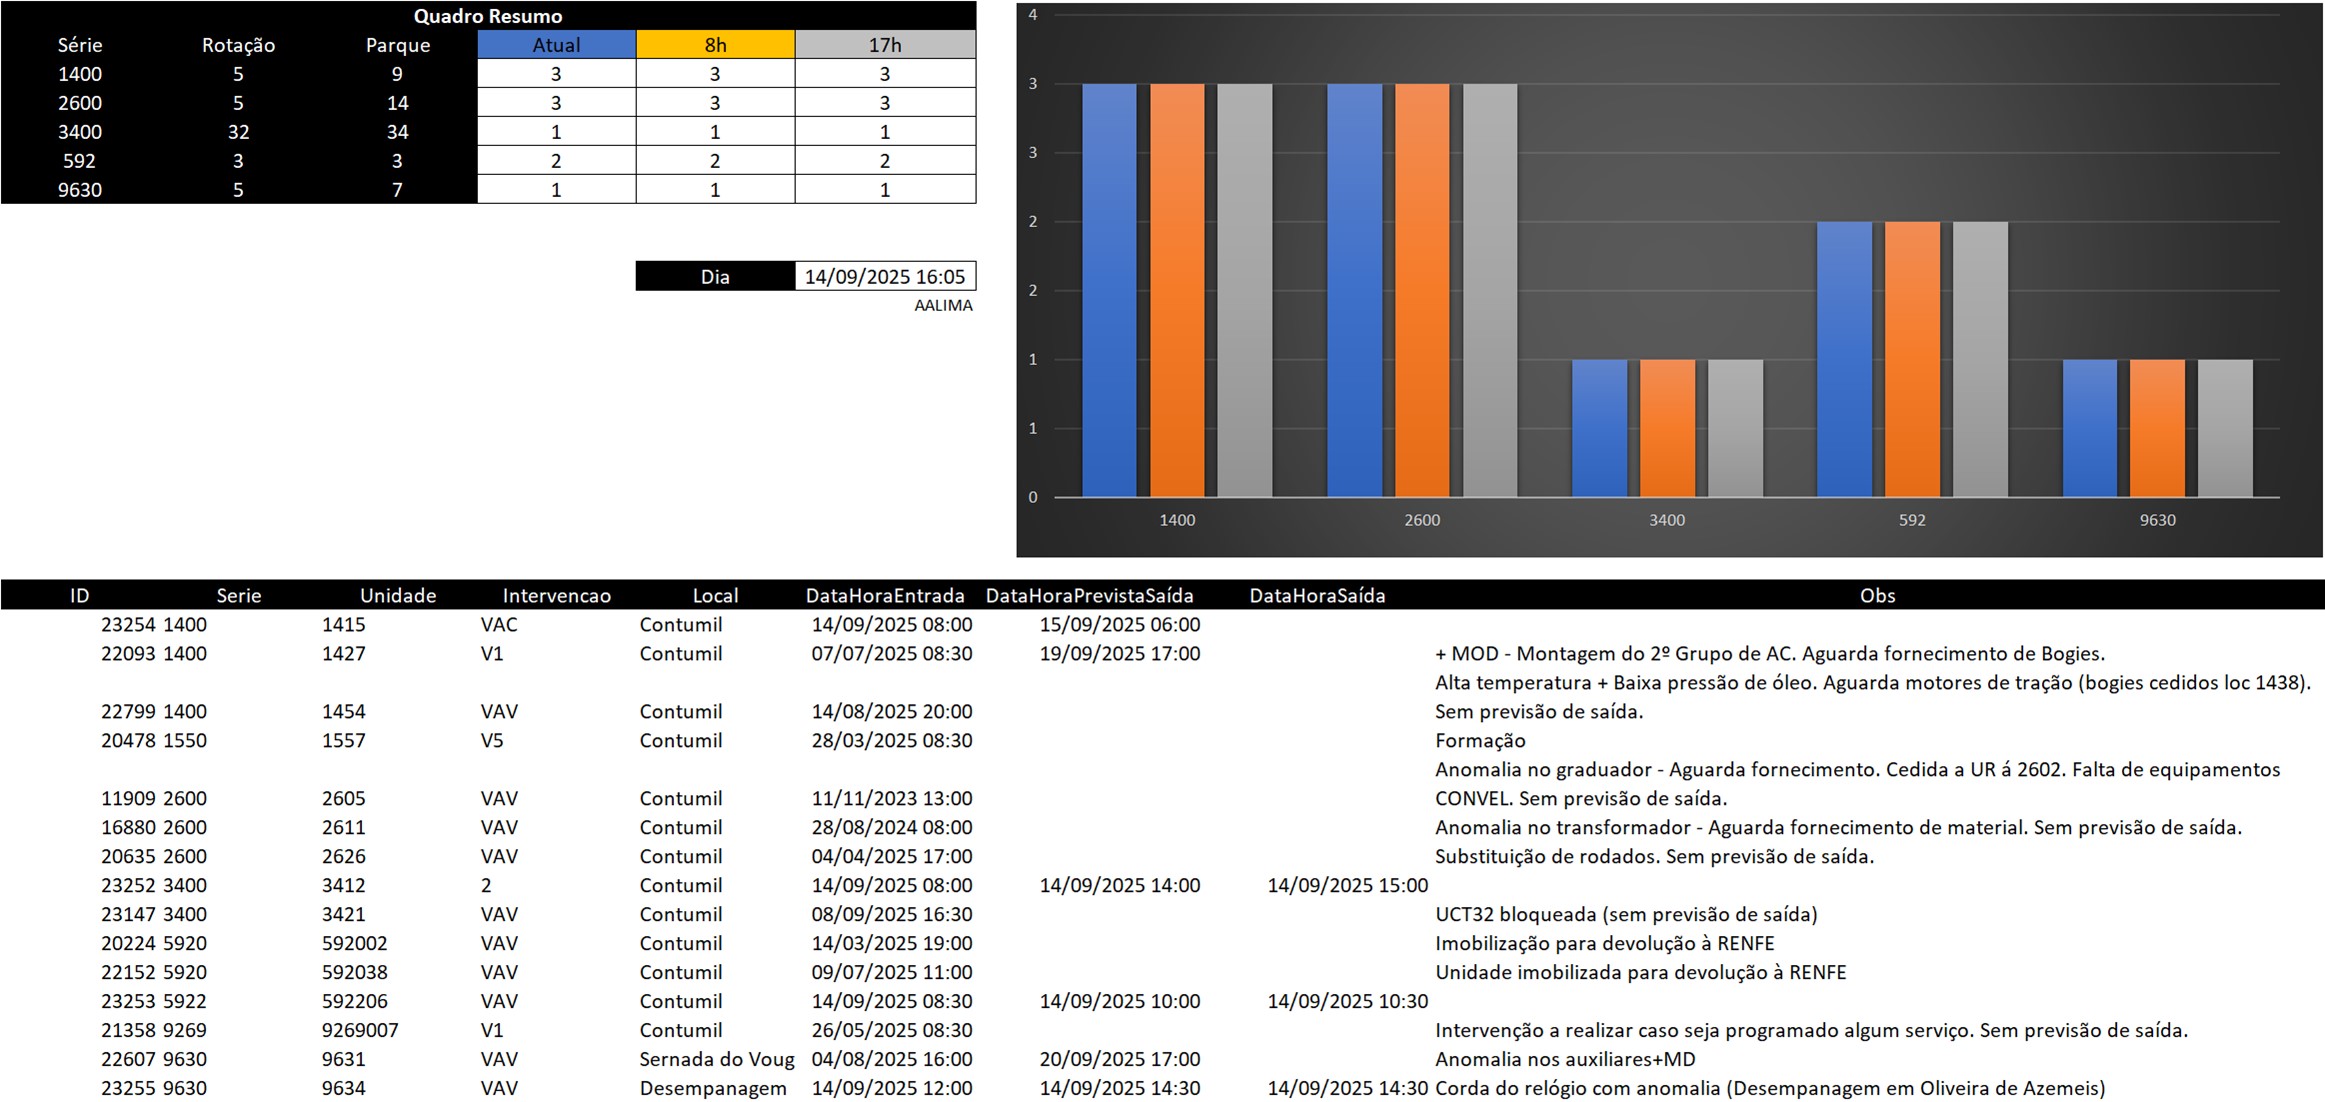 Quadro Resumo
Série Rotação Parque Atual 8h 17h
1400 5 9 3 3 3
2600 5 14 3 3 3
3400 32 34 1 1 1
592 3 3 2 2 2
9630 5 7 1 1 1
Dia 14/09/2025 16:05
AALIMA
4
3
3
2
2
1
1
0
1400 2600 3400 592 9630
ID Serie Unidade Intervencao Local DataHoraEntrada DataHoraPrevistaSaída DataHoraSaída Obs
23254 1400 1415 VAC Contumil 14/09/2025 08:00 15/09/2025 06:00
22093 1400 1427 V1 Contumil 07/07/2025 08:30 19/09/2025 17:00 + MOD - Montagem do 2º Grupo de AC. Aguarda fornecimento de Bogies.
Alta temperatura + Baixa pressão de óleo. Aguarda motores de tração (bogies cedidos loc 1438).
22799 1400 1454 VAV Contumil 14/08/2025 20:00 Sem previsão de saída.
20478 1550 1557 V5 Contumil 28/03/2025 08:30 Formação
Anomalia no graduador - Aguarda fornecimento. Cedida a UR á 2602. Falta de equipamentos
11909 2600 2605 VAV Contumil 11/11/2023 13:00 CONVEL. Sem previsão de saída.
16880 2600 2611 VAV Contumil 28/08/2024 08:00 Anomalia no transformador - Aguarda fornecimento de material. Sem previsão de saída.
20635 2600 2626 VAV Contumil 04/04/2025 17:00 Substituição de rodados. Sem previsão de saída.
23252 3400 3412 2 Contumil 14/09/2025 08:00 14/09/2025 14:00 14/09/2025 15:00
23147 3400 3421 VAV Contumil 08/09/2025 16:30 UCT32 bloqueada (sem previsão de saída)
20224 5920 592002 VAV Contumil 14/03/2025 19:00 Imobilização para devolução à RENFE
22152 5920 592038 VAV Contumil 09/07/2025 11:00 Unidade imobilizada para devolução à RENFE
23253 5922 592206 VAV Contumil 14/09/2025 08:30 14/09/2025 10:00 14/09/2025 10:30
21358 9269 9269007 V1 Contumil 26/05/2025 08:30 Intervenção a realizar caso seja programado algum serviço. Sem previsão de saída.
22607 9630 9631 VAV Sernada do Voug 04/08/2025 16:00 20/09/2025 17:00 Anomalia nos auxiliares+MD
23255 9630 9634 VAV Desempanagem 14/09/2025 12:00 14/09/2025 14:30 14/09/2025 14:30 Corda do relógio com anomalia (Desempanagem em Oliveira de Azemeis)